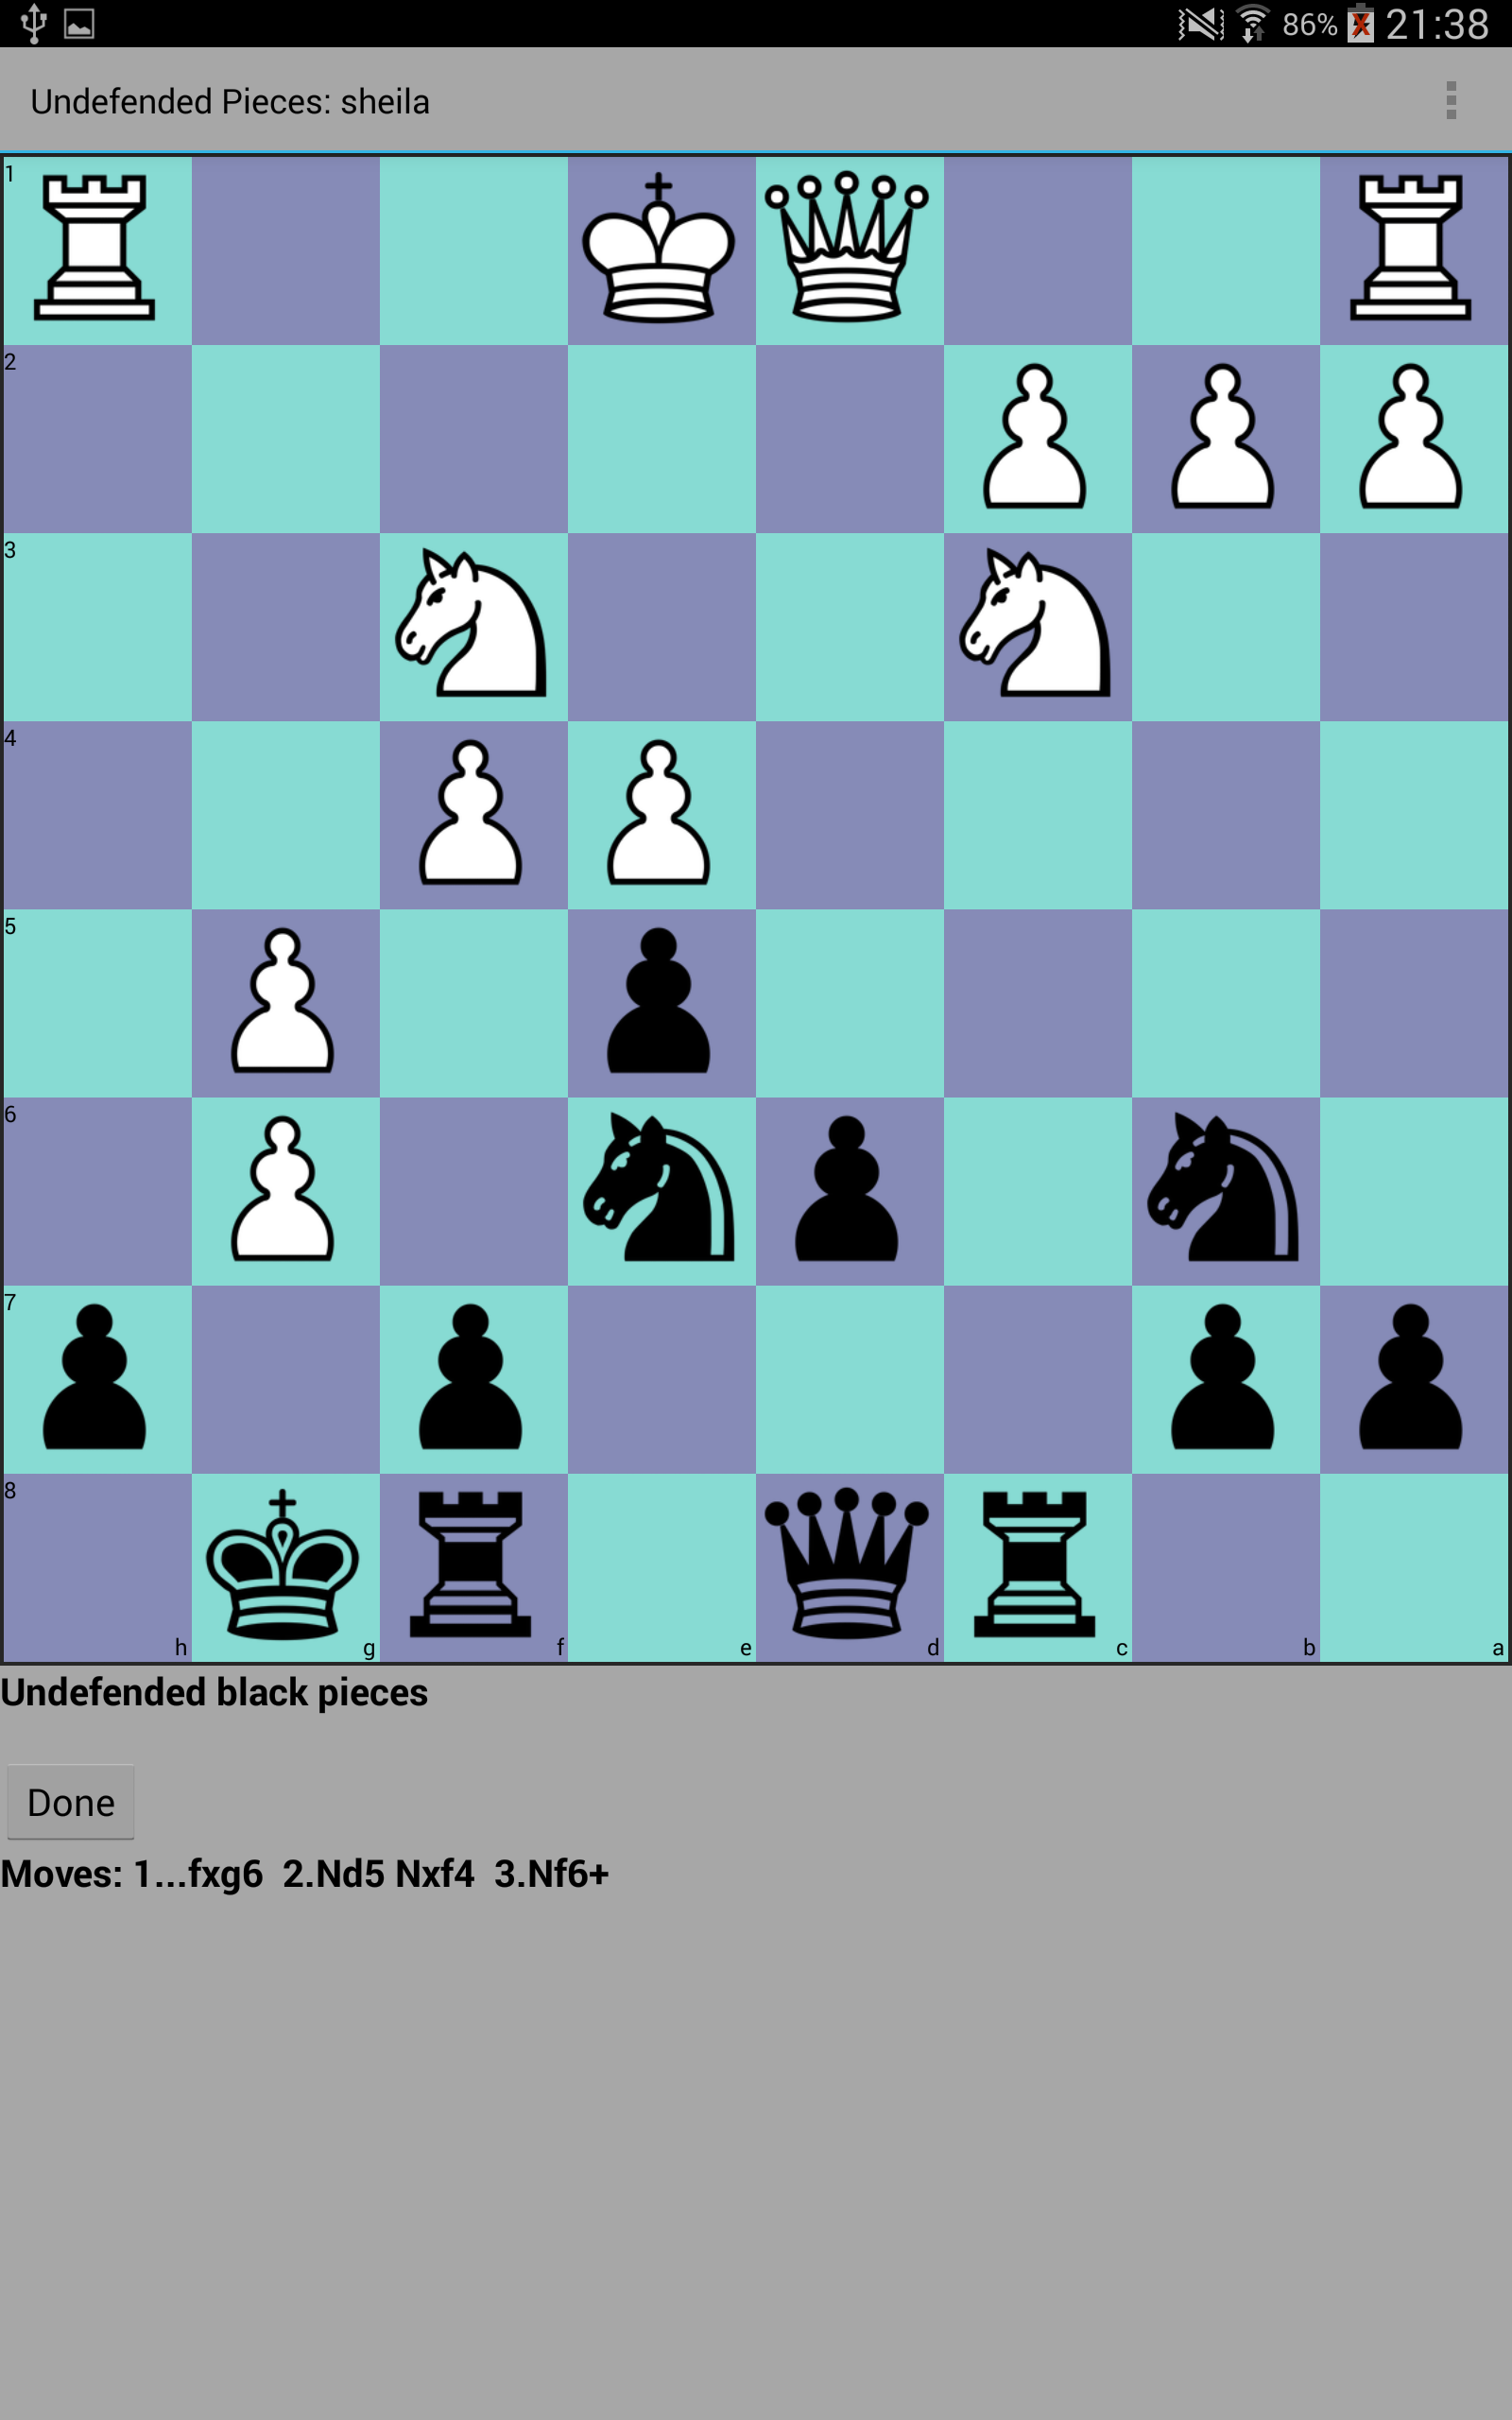 86% 21:38
Undefended Pieces: sheila
1
2
3
4
5
6
7
8
h g f e d c b a
Undefended black pieces
Done
Moves: 1...fxg6 2.Nd5 Nxf4 3.Nf6+